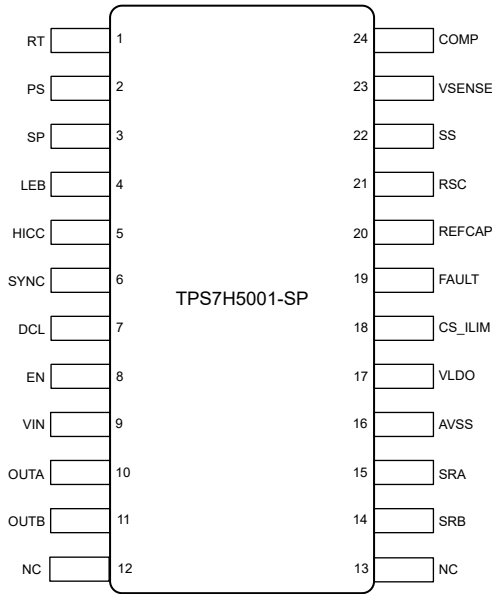 RT 1 24 COMP
PS 2 23 VSENSE
SP 3 22 SS
LEB 4 21 RSC
HICC 5 20 REFCAP
SYNC 6 19 FAULT
TPS7H5001-SP
DCL 7 18 CS_ILIM
EN 8 17 VLDO
VIN 9 16 AVSS
OUTA 10 15 SRA
OUTB 11 14 SRB
NC 12 13 NC